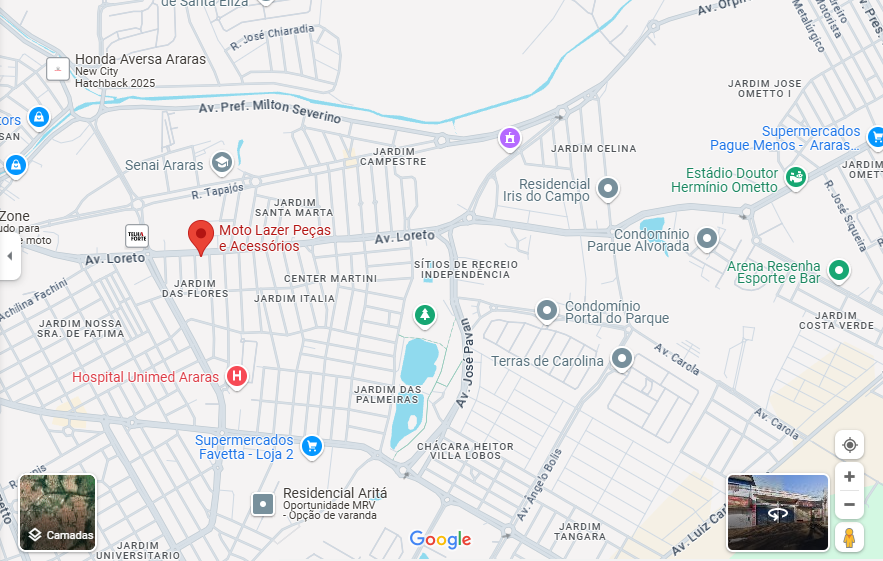 de Santa Eliza
Av. Orph
R. José Chiaradia
Metalúrgico
Motorista
Honda Aversa Araras
New City
Hatchback 2025
JARDIM JOSE
OMETTO I
Av. Pref. Milton Severino
tors
SAN
Supermercados
Pague Menos - Araras...
JARDIM
CAMPESTRE
JARDIM CELINA
Senai Araras
JARDIM
OMETT
Estádio Doutor
Hermínio Ometto
R. Tapajós
Residencial
Iris do Campo
R. José Siqueira
JARDIM
SANTA MARTA
Zone
udo para
e moto
TELHA
FORTE
Moto Lazer Peças
e Acessórios
Av. Loreto
Condomínio
Parque Alvorada
Av. Loreto
SÍTIOS DE RECREIO
INDEPENDÊNCIA
Arena Resenha
Esporte e Bar
CENTER MARTINI
JARDIM
DAS FLORES
JARDIM ITALIA
Achilina Fachini
Condomínio
Portal do Parque
JARDIM NOSSA
SRA. DE FATIMA
JARDIM
COSTA VERDE
Av. José Pavan
Av. Carola
Terras de Carolina
Hospital Unimed Araras
H
JARDIM DAS
PALMEIRAS
Av. Carola
Supermercados
Favetta - Loja 2
CHÁCARA HEITOR
VILLA LOBOS
Av. Ângelo Bolis
Residencial Aritá
Oportunidade MRV
- Opção de varanda
Camadas
Google
JARDIM
TANGARA
Av. Luiz Carl
JARDIM
UNIVERSITARIO